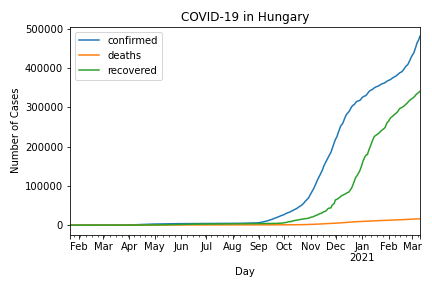 COVID-19 in Hungary
500000
400000
300000
200000
100000
0
Number of Cases
confirmed
deaths
recovered
Feb Mar Apr May Jun Jul Aug Sep Oct Nov Dec Jan Feb Mar
2021
Day